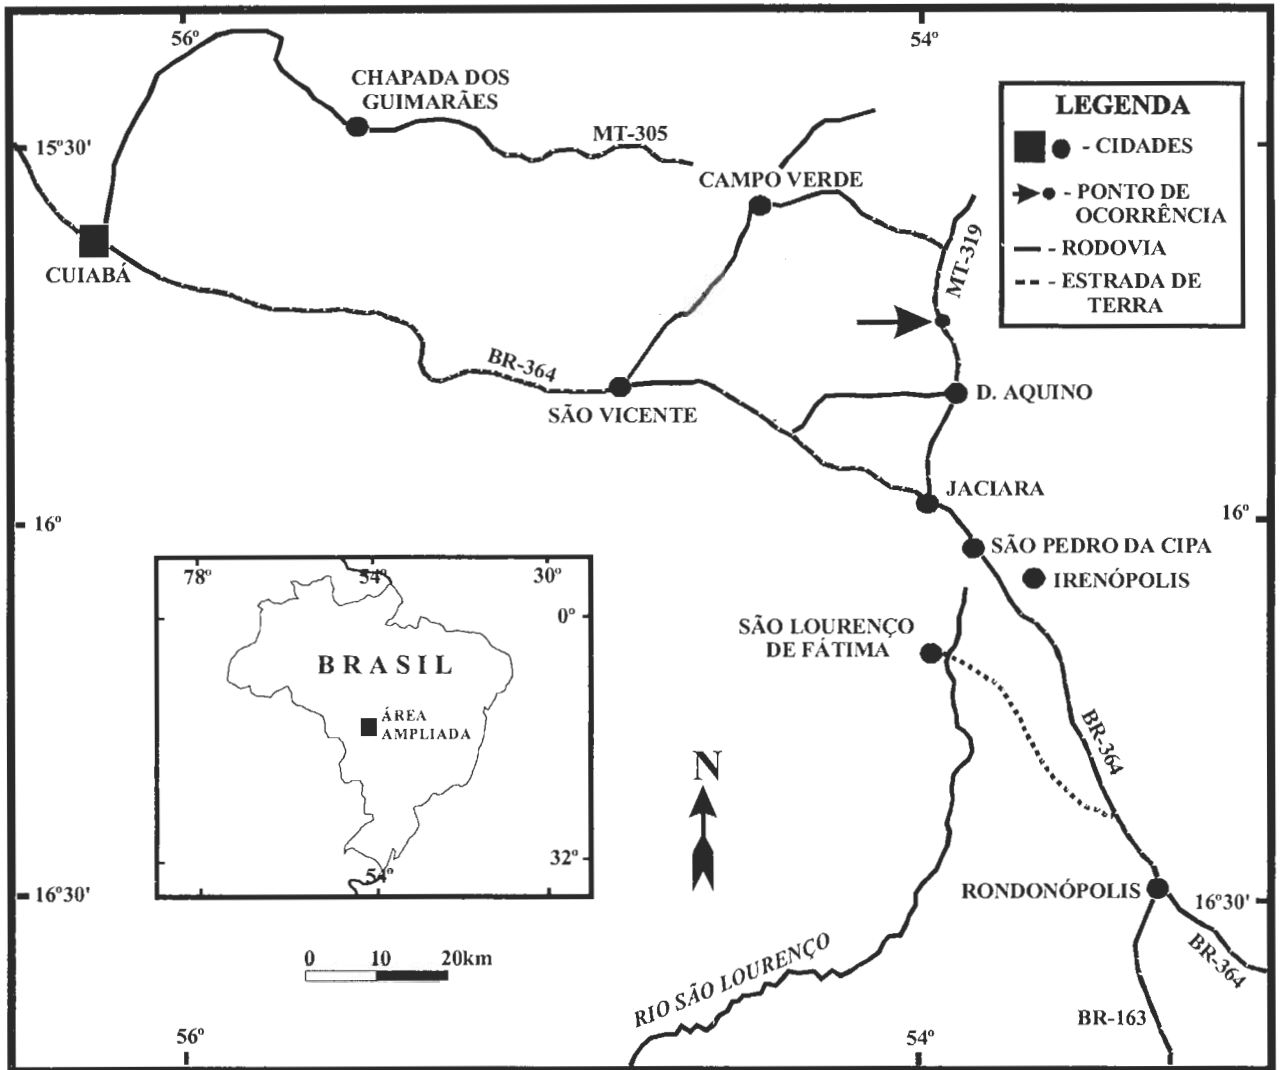 56º
54º
CHAPADA DOS
GUIMARÃES
MT-305
15º30'
CAMPO VERDE
LEGENDA
- CIDADES
- PONTO DE
OCORRÊNCIA
- RODOVIA
- ESTRADA DE
TERRA
MT-319
CUIABÁ
BR-364
SÃO VICENTE
D. AQUINO
JACIARA
16º
16º
SÃO PEDRO DA CIPA
IRENÓPOLIS
SÃO LOURENÇO
DE FÁTIMA
78º
54º
30º
0º
BRASIL
ÁREA
AMPLIADA
32º
54º
N
BR-364
16º30'
RONDONÓPOLIS
16º30'
BR-364
0 10 20km
RIO SÃO LOURENÇO
BR-163
56º
54º